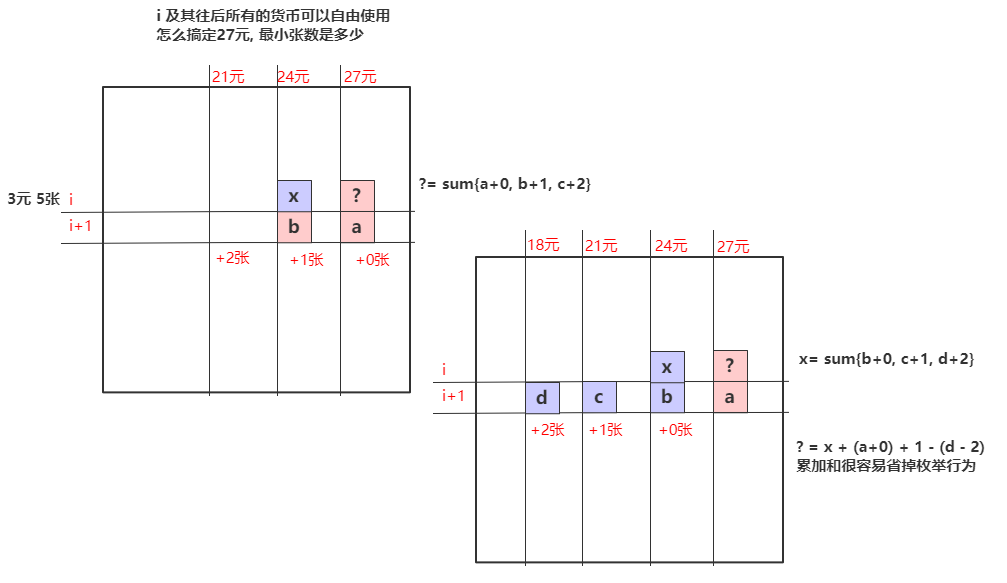 i 及其往后所有的货币可以自由使用
怎么搞定27元, 最小张数是多少
21元 24元 27元
x ?
3元 5张 i
?= sum{a+0, b+1, c+2}
i+1 b a
+2张 +1张 +0张
18元 21元 24元 27元
x ?
i
x= sum{b+0, c+1, d+2}
i+1 d c b a
+2张 +1张 +0张
? = x + (a+0) + 1 - (d - 2)
累加和很容易省掉枚举行为